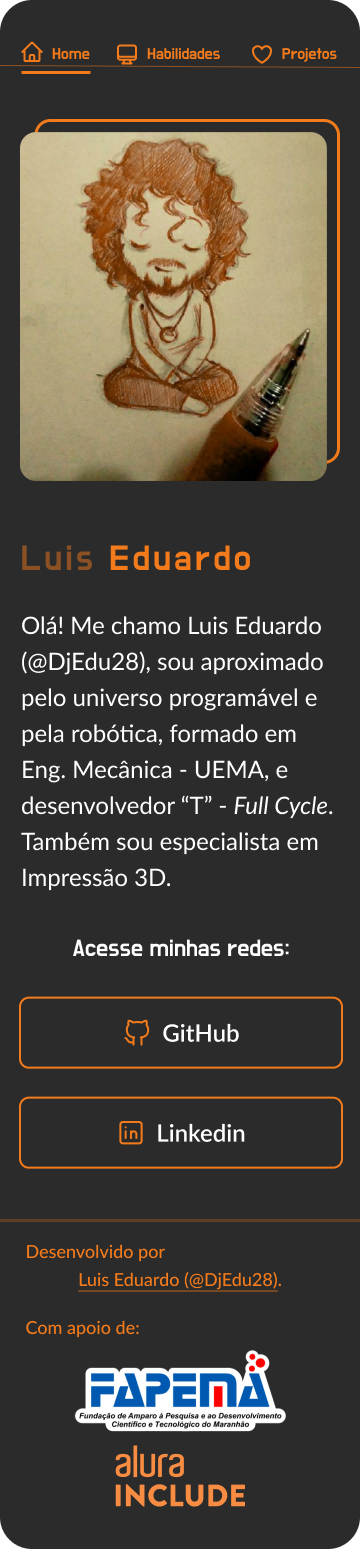 Home Habilidades Projetos
Luis Eduardo
Olá! Me chamo Luis Eduardo
(@DjEdu28), sou aproximado
pelo universo programável e
pela robótica, formado em
Eng. Mecânica - UEMA, e
desenvolvedor “T” - Full Cycle.
Também sou especialista em
Impressão 3D.
Acesse minhas redes:
GitHub
Linkedin
Desenvolvido por
Luis Eduardo (@DjEdu28).
Com apoio de:
FAPEMA
Fundação de Amparo à Pesquisa e ao Desenvolvimento
Científico e Tecnológico do Maranhão
alura
INCLUDE